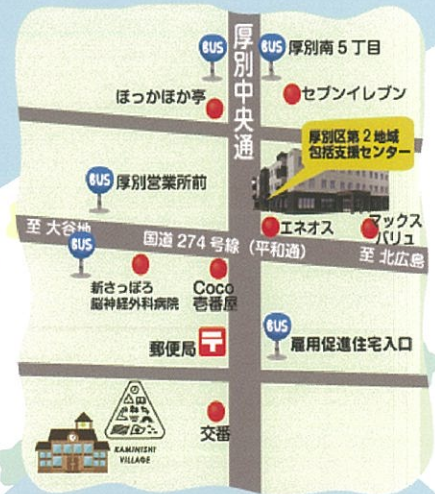 BUS
厚別中央通
BUS
厚別南5丁目
ほっかほか亭
セブンイレブン
厚別区第2地域
包括支援センター
BUS
厚別営業所前
エネオス
マックス
バリュ
至 大谷地
BUS
国道274号線(平和通)
至 北広島
新さっぽろ
脳神経外科病院
Coco
壱番屋
郵便局
〒
BUS
雇用促進住宅入口
交番
KAMINISHI
VILLAGE